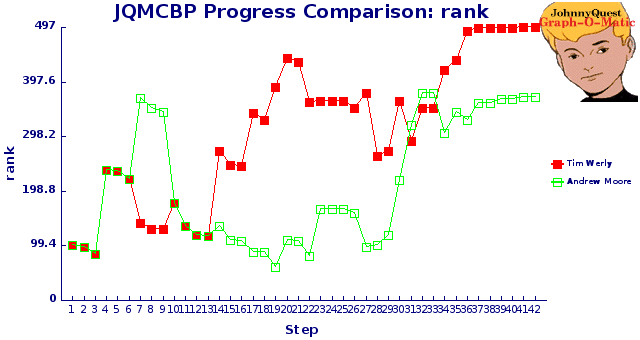 JQMCBP Progress Comparison: rank
JohnnyQuest
Graph-O-Matic
497
397.6
298.2
198.8
99.4
0
rank
1 2 3 4 5 6 7 8 9 10 11 12 13 14 15 16 17 18 19 20 21 22 23 24 25 26 27 28 29 30 31 32 33 34 35 36 37 38 39 40 41 42
Step
Tim Werly
Andrew Moore